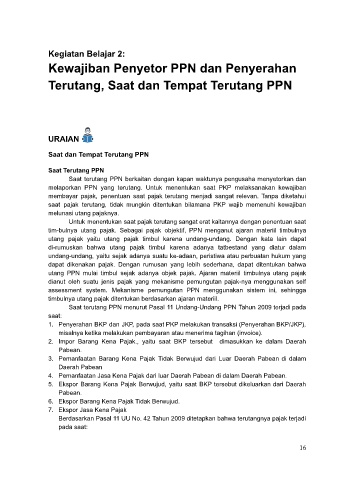 Kegiatan Belajar 2:
Kewajiban Penyetor PPN dan Penyerahan
Terutang, Saat dan Tempat Terutang PPN
URAIAN
Saat dan Tempat Terutang PPN
Saat Terutang PPN
Saat terutang PPN berkaitan dengan kapan waktunya pengusaha menyetorkan dan
melaporkan PPN yang terutang. Untuk menentukan saat PKP melaksanakan kewajiban
membayar pajak, penentuan saat pajak terutang menjadi sangat relevan. Tanpa diketahui
saat pajak terutang, tidak mungkin ditentukan bilamana PKP wajib memenuhi kewajiban
melunasi utang pajaknya.
Untuk menentukan saat pajak terutang sangat erat kaitannya dengan penentuan saat
tim-bulnya utang pajak. Sebagai pajak objektif, PPN menganut ajaran materiil timbulnya
utang pajak yaitu utang pajak timbul karena undang-undang. Dengan kata lain dapat
di-rumuskan bahwa utang pajak timbul karena adanya tatbestand yang diatur dalam
undang-undang, yaitu sejak adanya suatu ke-adaan, peristiwa atau perbuatan hukum yang
dapat dikenakan pajak. Dengan rumusan yang lebih sederhana, dapat ditentukan bahwa
utang PPN mulai timbul sejak adanya objek pajak. Ajaran materiil timbulnya utang pajak
dianut oleh suatu jenis pajak yang mekanisme pemungutan pajak-nya menggunakan self
assessment system. Mekanisme pemungutan PPN menggunakan sistem ini, sehingga
timbulnya utang pajak ditentukan berdasarkan ajaran materiil.
Saat terutang PPN menurut Pasal 11 Undang-Undang PPN Tahun 2009 terjadi pada
saat.
1. Penyerahan BKP dan JKP, pada saat PKP melakukan transaksi (Penyerahan BKP/JKP),
misalnya ketika melakukan pembayaran atau menerima tagihan (invoice).
2. Impor Barang Kena Pajak., yaitu saat BKP tersebut dimasukkan ke dalam Daerah
Pabean.
3. Pemanfaatan Barang Kena Pajak Tidak Berwujud dari Luar Daerah Pabean di dalam
Daerah Pabean
4. Pemanfaatan Jasa Kena Pajak dari luar Daerah Pabean di dalam Daerah Pabean.
5. Ekspor Barang Kena Pajak Berwujud, yaitu saat BKP tersebut dikeluarkan dari Daerah
Pabean.
6. Ekspor Barang Kena Pajak Tidak Berwujud.
7. Ekspor Jasa Kena Pajak
Berdasarkan Pasal 11 UU No. 42 Tahun 2009 ditetapkan bahwa terutangnya pajak terjadi
pada saat:
16